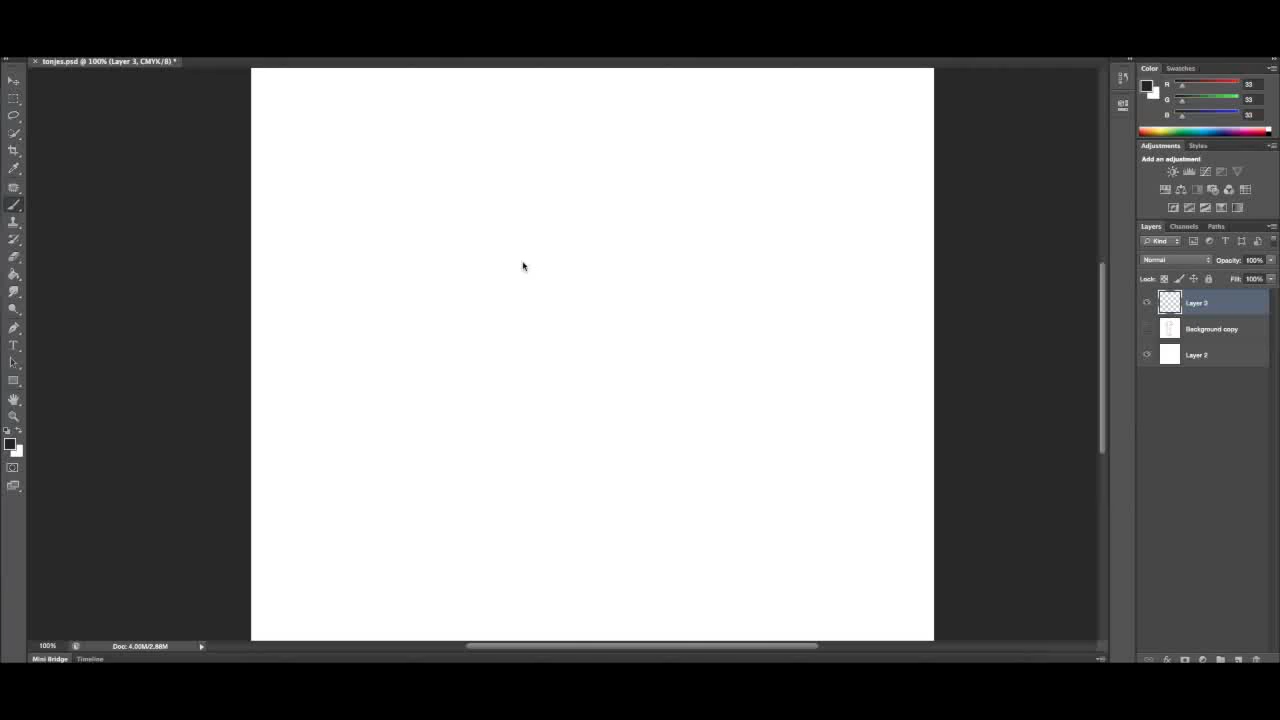 tonjes.psd @ 100% (Layer 3, CMYK/8) *
Color Swatches
R 33
G 33
B 33
Adjustments Styles
Add an adjustment
Layers Channels Paths
Kind
Normal Opacity: 100%
Lock: Fill: 100%
Layer 3
Background copy
Layer 2
100% Doc: 4.00M/2.88M
Mini Bridge Timeline